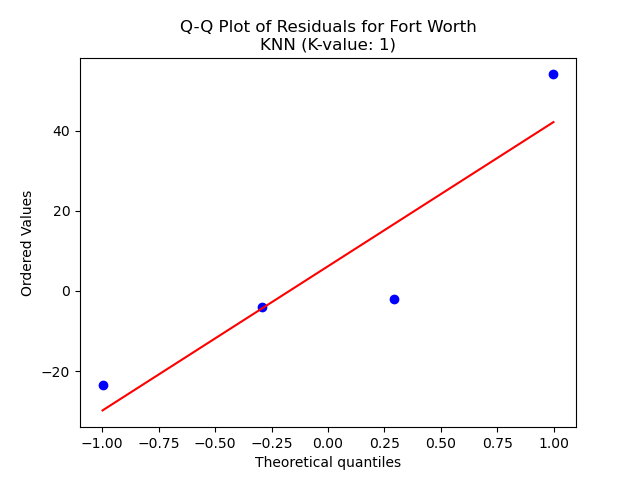 Q-Q Plot of Residuals for Fort Worth
KNN (K-value: 1)
Ordered Values
40
20
0
−20
−1.00 −0.75 −0.50 −0.25 0.00 0.25 0.50 0.75 1.00
Theoretical quantiles